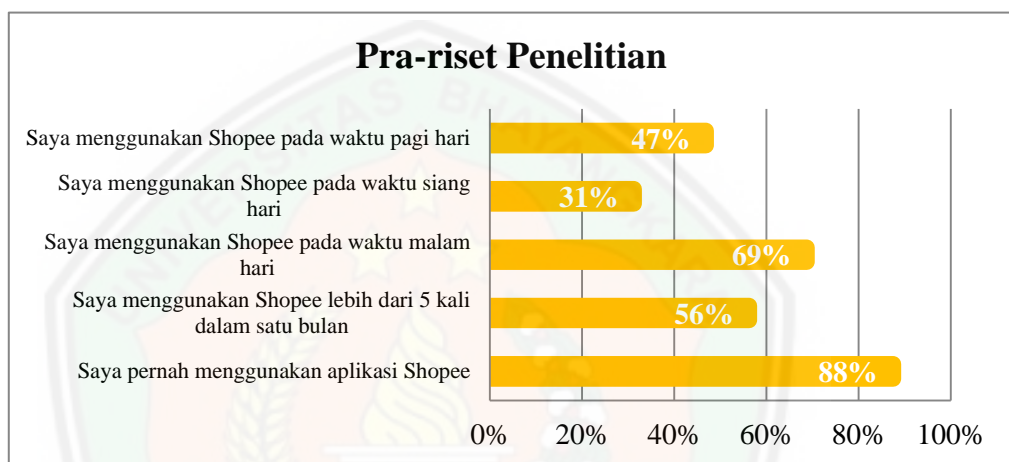 Pra-riset Penelitian
Saya menggunakan Shopee pada waktu pagi hari
47%
Saya menggunakan Shopee pada waktu siang
hari
31%
Saya menggunakan Shopee pada waktu malam
hari
69%
Saya menggunakan Shopee lebih dari 5 kali
dalam satu bulan
56%
Saya pernah menggunakan aplikasi Shopee
88%
0% 20% 40% 60% 80% 100%
UNIVERSITAS BHAYANGKARA